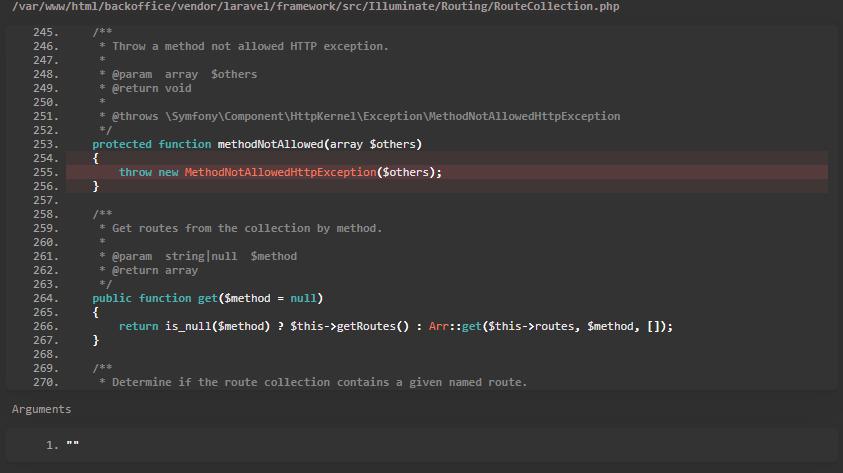 /var/www/html/backoffice/vendor/laravel/framework/src/Illuminate/Routing/RouteCollection.php
245. /**
246. * Throw a method not allowed HTTP exception.
247. *
248. * @param  array  $others
249. * @return void
250. *
251. * @throws \Symfony\Component\HttpKernel\Exception\MethodNotAllowedHttpException
252. */
253. protected function methodNotAllowed(array $others)
254. {
255. throw new MethodNotAllowedHttpException($others);
256. }
257.
258. /**
259. * Get routes from the collection by method.
260. *
261. * @param  string|null  $method
262. * @return array
263. */
264. public function get($method = null)
265. {
266. return is_null($method) ? $this->getRoutes() : Arr::get($this->routes, $method, []);
267. }
268.
269. /**
270. * Determine if the route collection contains a given named route.
Arguments
1. ""